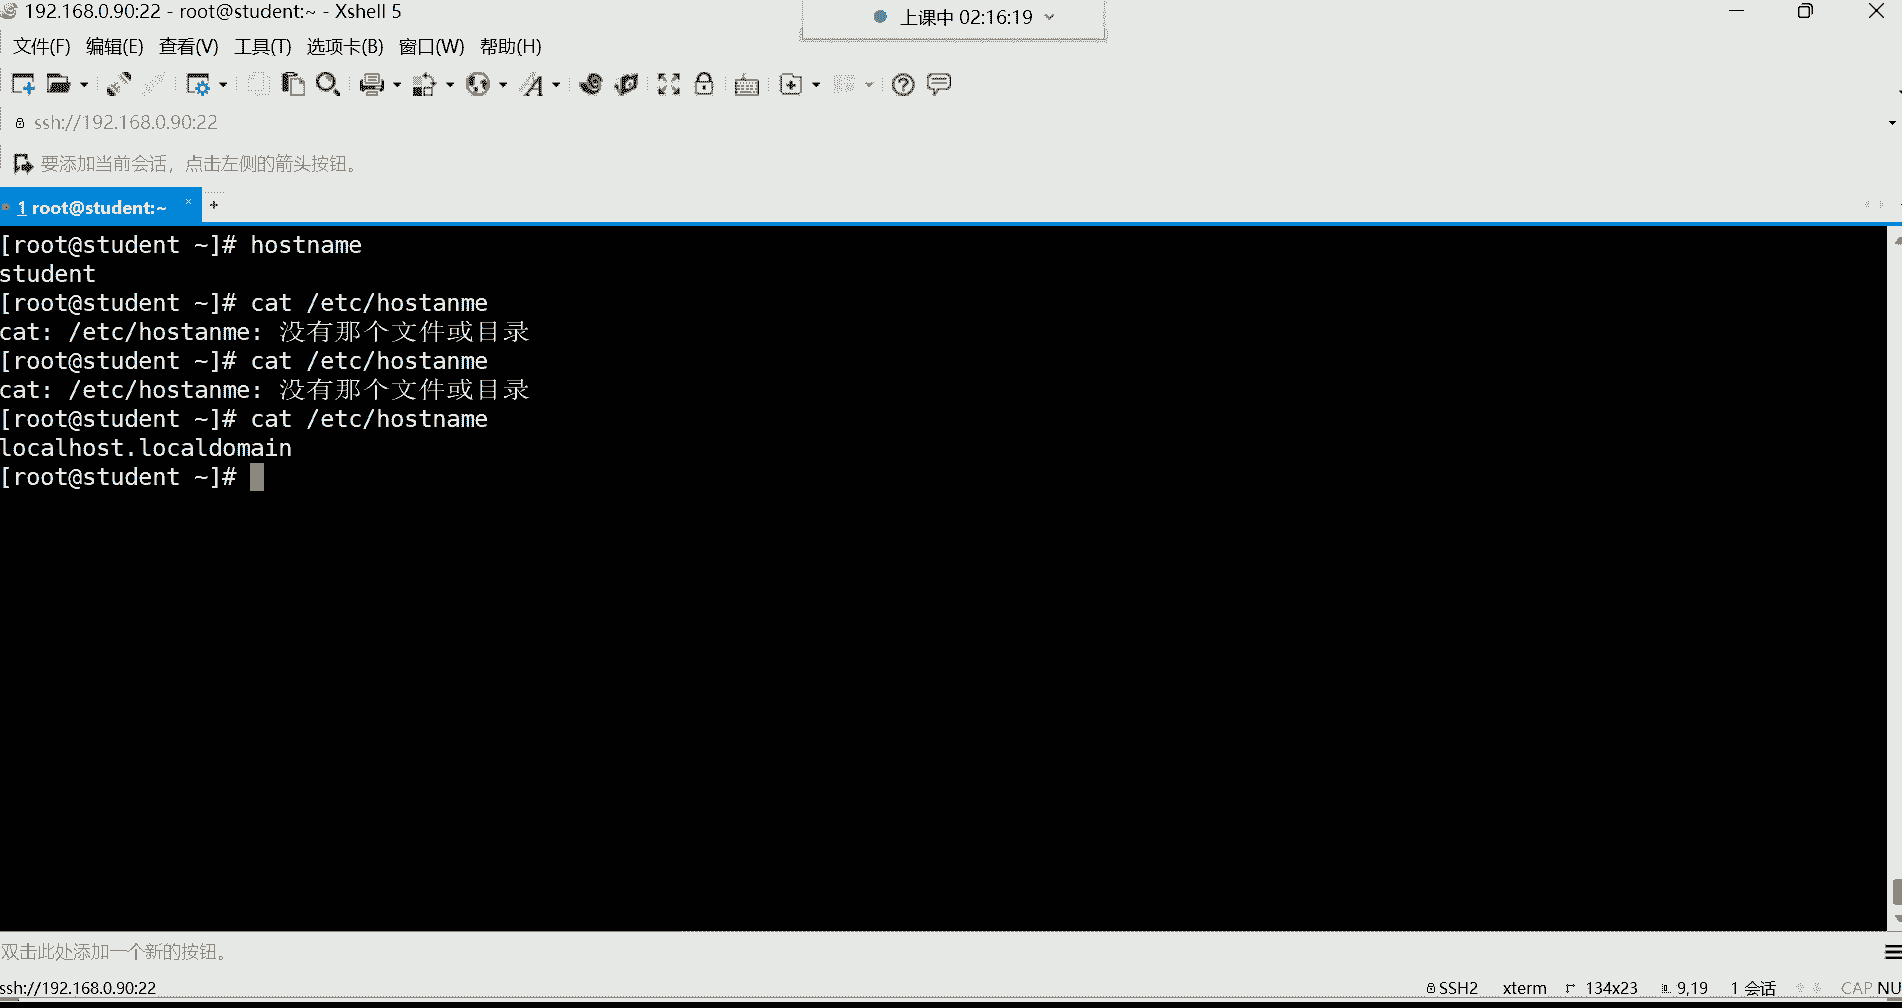 192.168.0.90:22 - root@student:~ - Xshell 5
上课中 02:16:19
文件(F) 编辑(E) 查看(V) 工具(T) 选项卡(B) 窗口(W) 帮助(H)
ssh://192.168.0.90:22
要添加当前会话，点击左侧的箭头按钮。
1 root@student:~ × +
[root@student ~]# hostname
student
[root@student ~]# cat /etc/hostanme
cat: /etc/hostanme: 没有那个文件或目录
[root@student ~]# cat /etc/hostanme
cat: /etc/hostanme: 没有那个文件或目录
[root@student ~]# cat /etc/hostname
localhost.localdomain
[root@student ~]#
双击此处添加一个新的按钮。
ssh://192.168.0.90:22 SSH2 xterm 134x23 9,19 1 会话 CAP NU